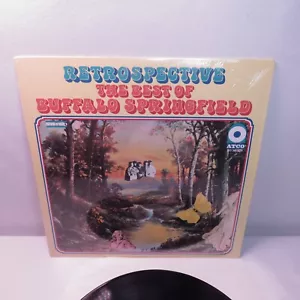 RETROSPECTIVE
THE BEST OF
BUFFALO SPRINGFIELD
ATCO